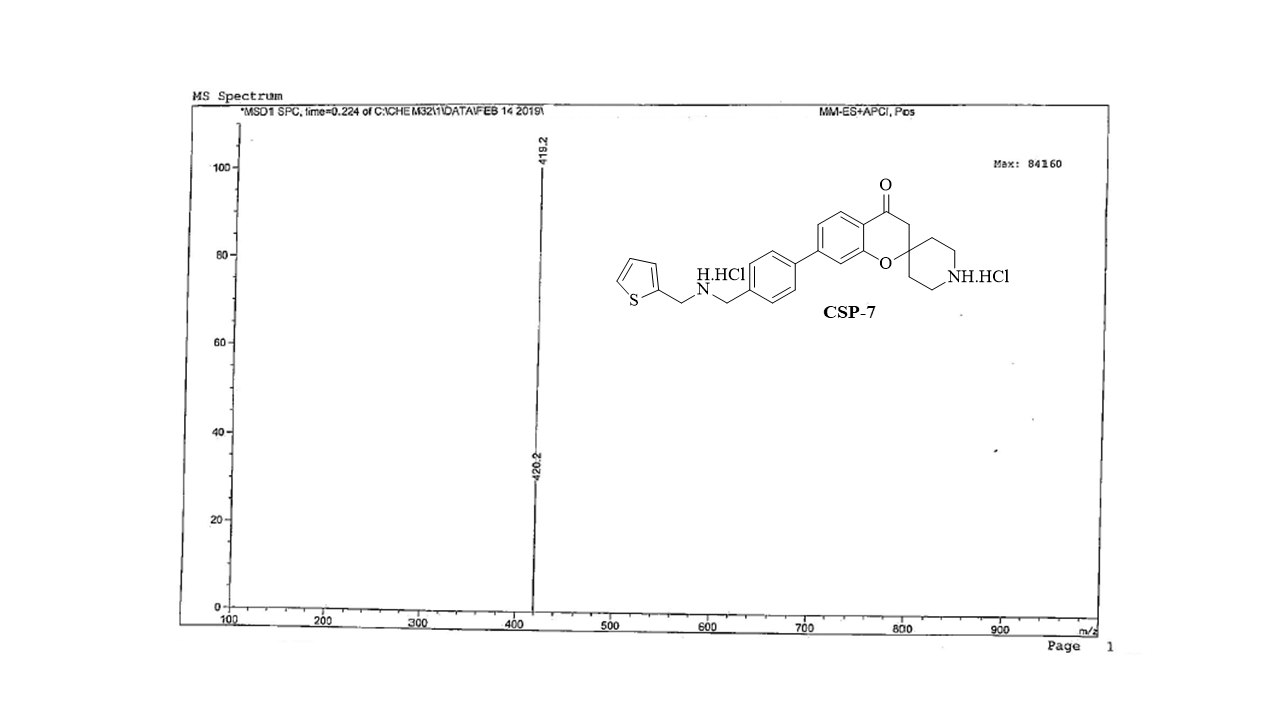 MS Spectrum
*MSD1 SPC, time=0.224 of C:\CHEM32\1\DATA\FEB 14 2019\ MM-ES+APCI, Pos
419.2
Max: 84160
100
80
60
40
20
0
420.2
O
O
H.HCl
N
S
NH.HCl
CSP-7
100 200 300 400 500 600 700 800 900 m/z
Page 1